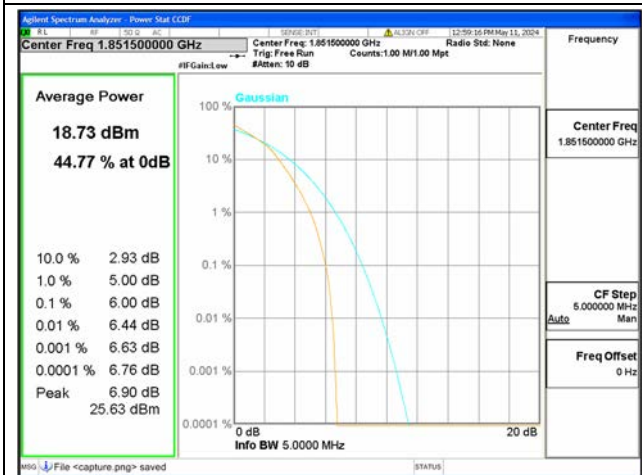 Agilent Spectrum Analyzer - Power Stat CCDF
RL RF 50 Ω AC SENSE:INT ALIGN OFF 12:59:16 PM May 11, 2024
Center Freq 1.851500000 GHz
Center Freq: 1.851500000 GHz Radio Std: None
Trig: Free Run Counts:1.00 M/1.00 Mpt
#IFGain:Low #Atten: 10 dB
Frequency
Average Power
18.73 dBm
44.77 % at 0dB
10.0 % 2.93 dB
1.0 % 5.00 dB
0.1 % 6.00 dB
0.01 % 6.44 dB
0.001 % 6.63 dB
0.0001 % 6.76 dB
Peak 6.90 dB
25.63 dBm
Gaussian
100 %
10 %
1 %
0.1 %
0.01 %
0.001 %
0.0001 %
0 dB 20 dB
Info BW 5.0000 MHz
Center Freq
1.851500000 GHz
CF Step
5.000000 MHz
Auto Man
Freq Offset
0 Hz
MSG File <capture.png> saved STATUS